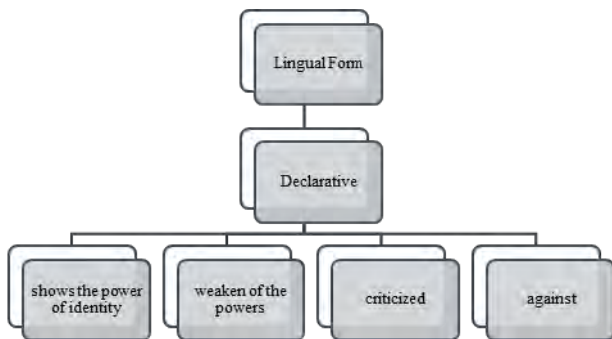 Lingual Form
Declarative
shows the power
of identity
weaken of the
powers
criticized
against